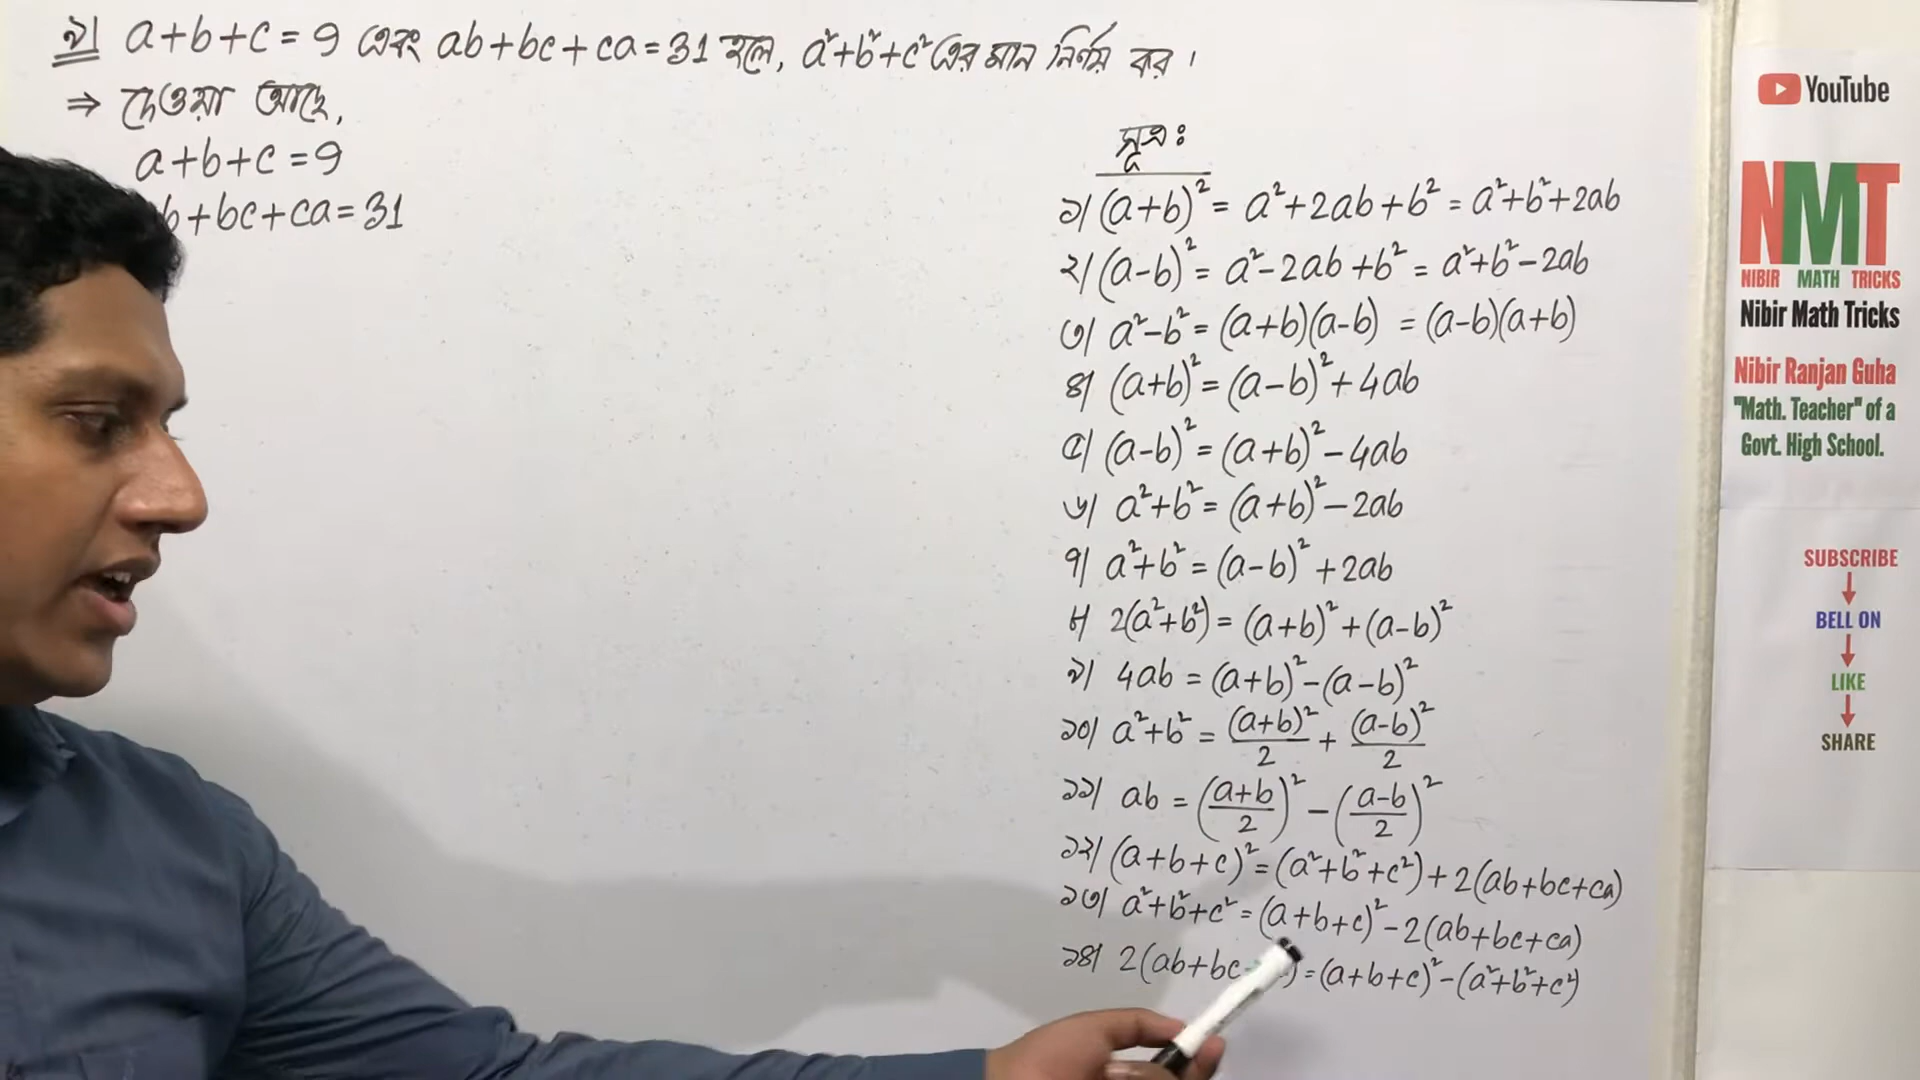 ৯| a+b+c = 9 এবং ab+bc+ca = 31 হলে, a²+b²+c² এর মান নির্ণয় কর।
⇒ দেওয়া আছে,
a+b+c = 9
b+bc+ca = 31
সূত্রঃ
১| (a+b)² = a²+2ab+b² = a²+b²+2ab
২| (a-b)² = a²-2ab+b² = a²+b²-2ab
৩| a²-b² = (a+b)(a-b) = (a-b)(a+b)
৪| (a+b)² = (a-b)²+4ab
৫| (a-b)² = (a+b)²-4ab
৬| a²+b² = (a+b)²-2ab
৭| a²+b² = (a-b)²+2ab
৮| 2(a²+b²) = (a+b)²+(a-b)²
৯| 4ab = (a+b)²-(a-b)²
১০| a²+b² = (a+b)²/2 + (a-b)²/2
১১| ab = ((a+b)/2)² - ((a-b)/2)²
১২| (a+b+c)² = (a²+b²+c²)+2(ab+bc+ca)
১৩| a²+b²+c² = (a+b+c)²-2(ab+bc+ca)
১৪| 2(ab+bc ) = (a+b+c)²-(a²+b²+c²)
YouTube
NMT
NIBIR MATH TRICKS
Nibir Math Tricks
Nibir Ranjan Guha
"Math. Teacher" of a
Govt. High School.
SUBSCRIBE
↓
BELL ON
↓
LIKE
↓
SHARE